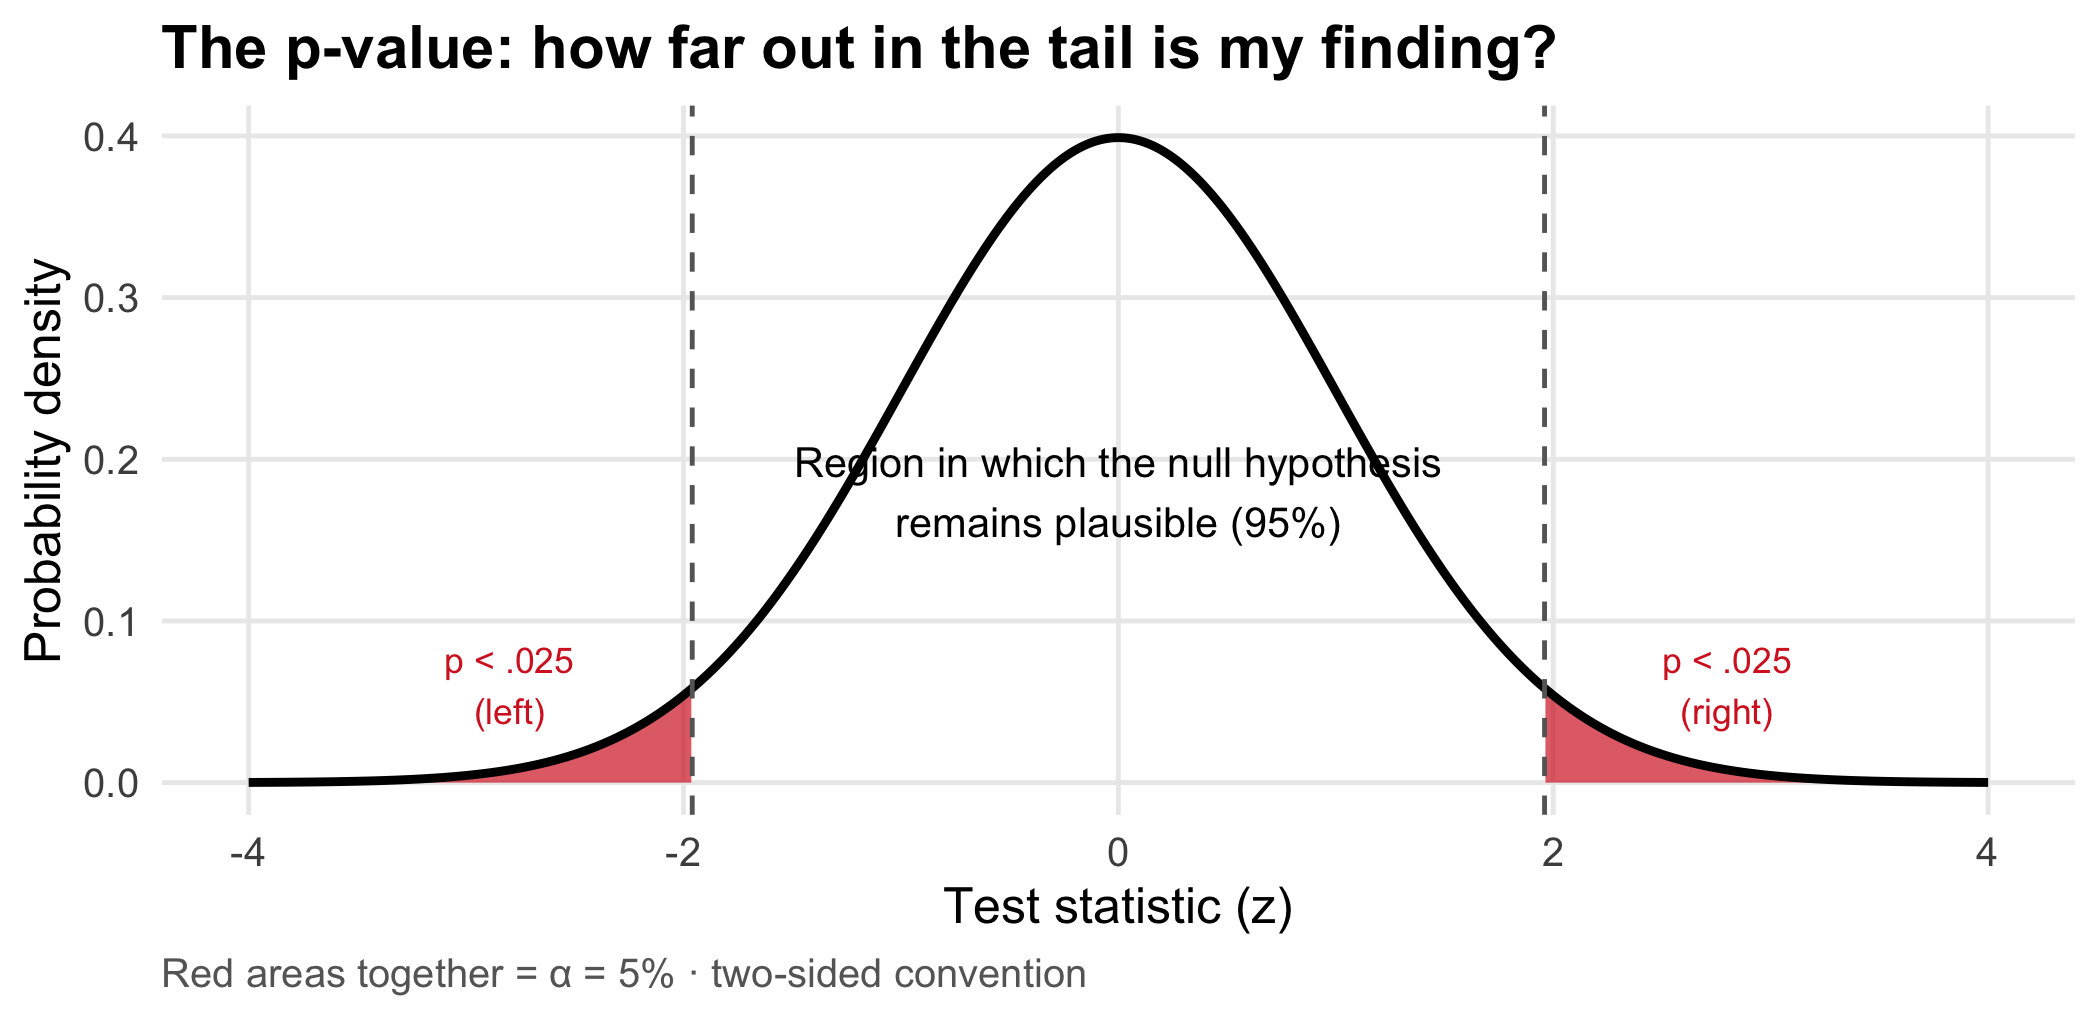 The p-value: how far out in the tail is my finding?
Probability density
0.4
0.3
0.2
0.1
0.0
Region in which the null hypothesis
remains plausible (95%)
p < .025
(left)
p < .025
(right)
-4
-2
0
2
4
Test statistic (z)
Red areas together = α = 5% · two-sided convention